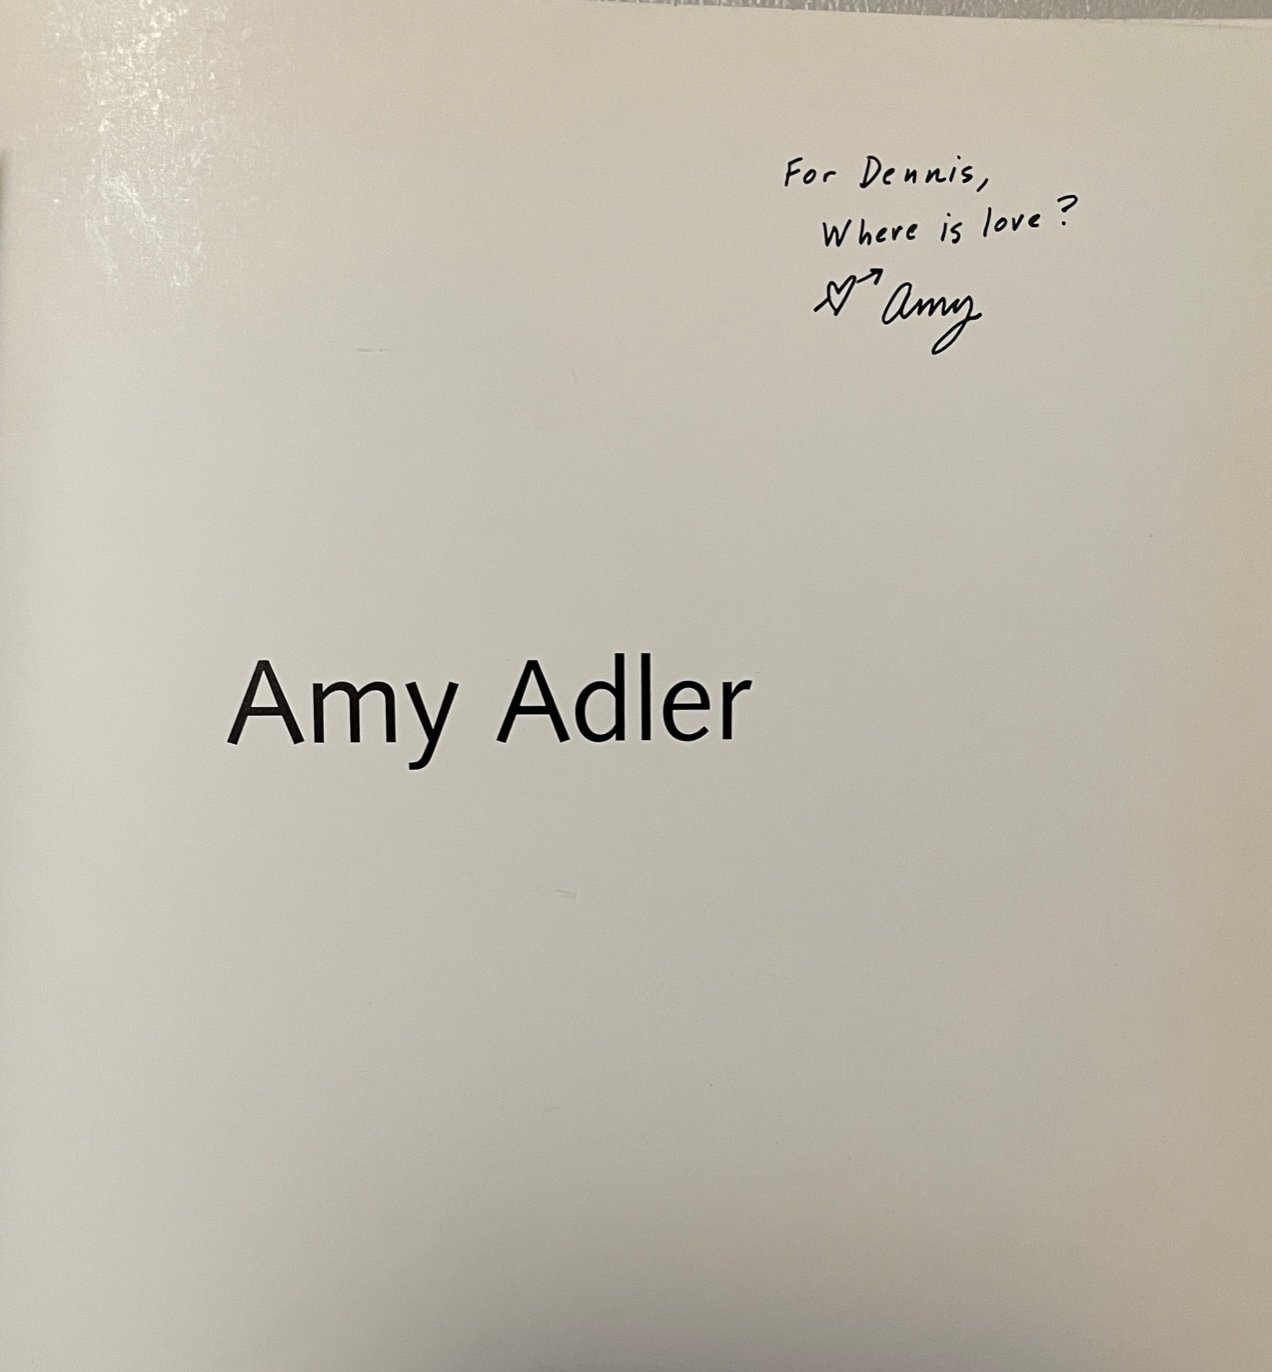 For Dennis,
Where is love?
Amy
Amy Adler